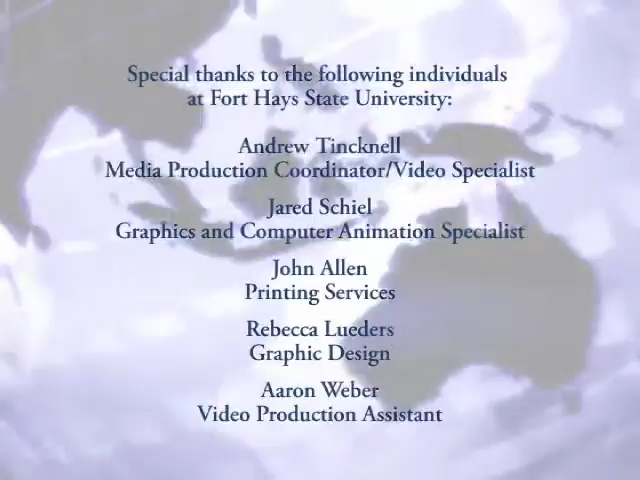 Special thanks to the following individuals
at Fort Hays State University:
Andrew Tincknell
Media Production Coordinator/Video Specialist
Jared Schiel
Graphics and Computer Animation Specialist
John Allen
Printing Services
Rebecca Lueders
Graphic Design
Aaron Weber
Video Production Assistant